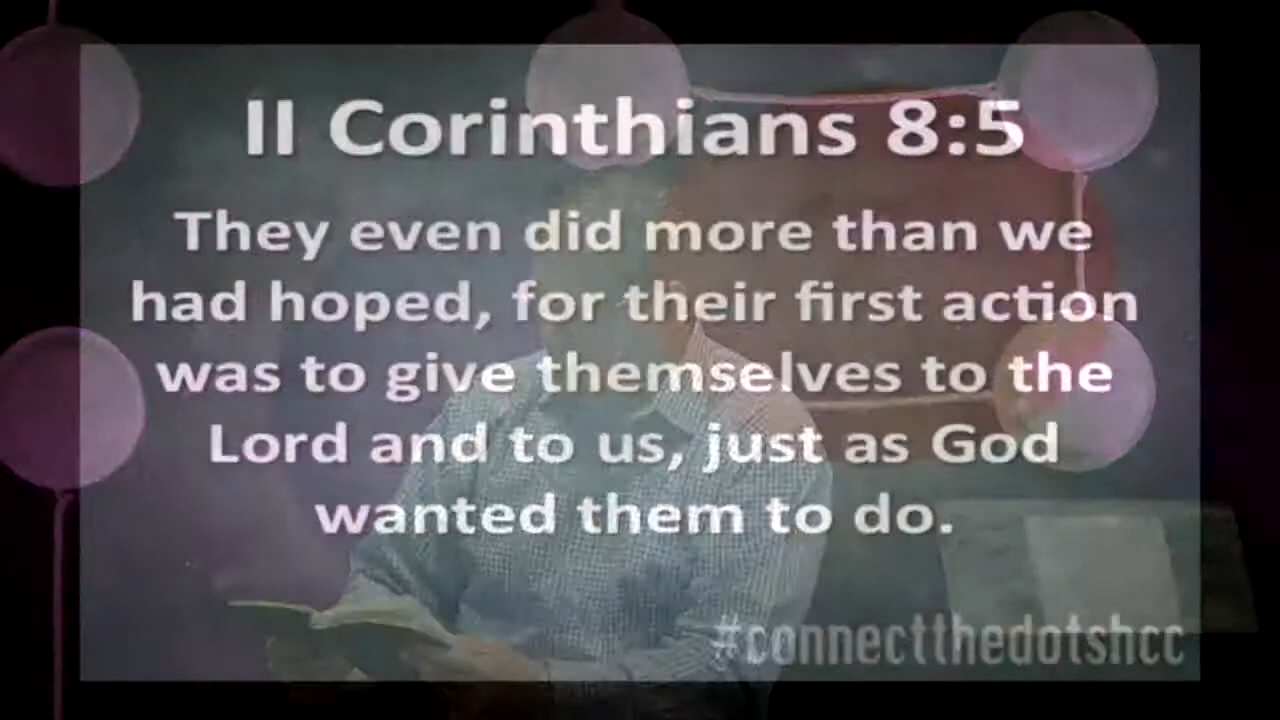 II Corinthians 8:5
They even did more than we
had hoped, for their first action
was to give themselves to the
Lord and to us, just as God
wanted them to do.
#connectthedotshcc